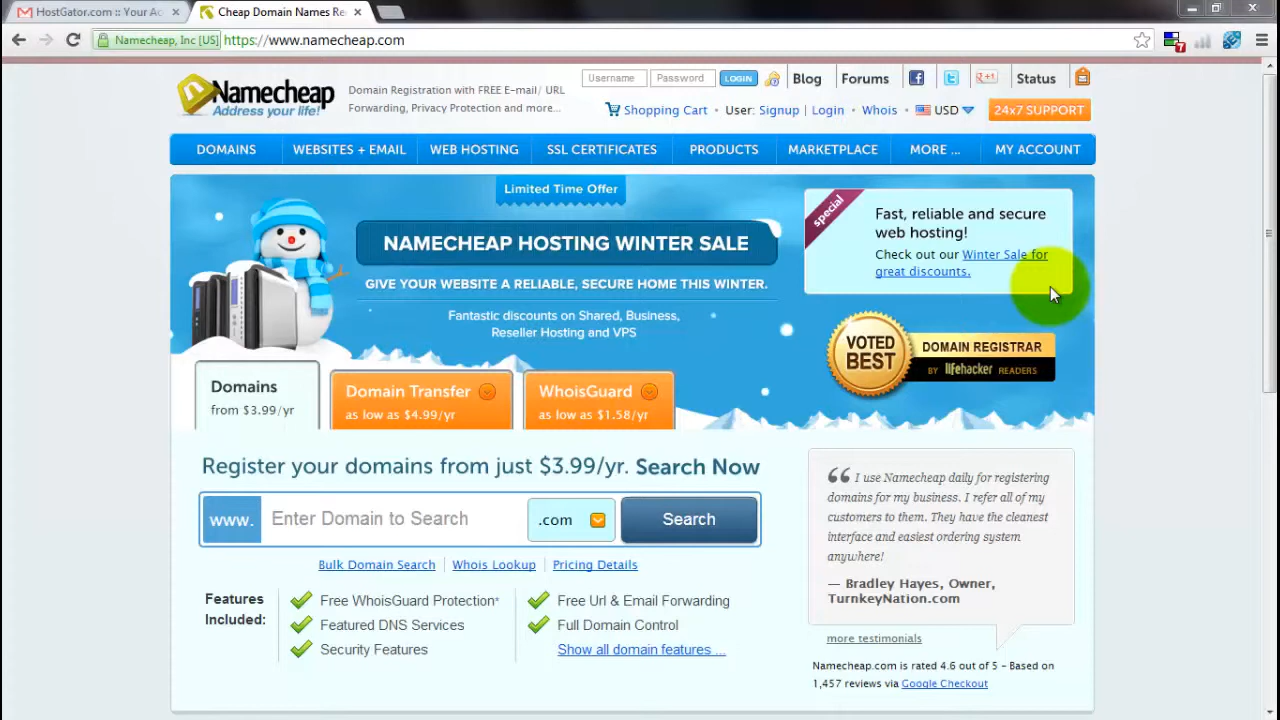 HostGator.com :: Your Ac
Cheap Domain Names Re
Namecheap, Inc [US]
https://www.namecheap.com
7
Namecheap
Address your life!
Domain Registration with FREE E-mail/ URL
Forwarding, Privacy Protection and more...
Username
Password
LOGIN
Blog
Forums
Status
Shopping Cart
User: Signup
Login
Whois
USD
24x7 SUPPORT
DOMAINS
WEBSITES + EMAIL
WEB HOSTING
SSL CERTIFICATES
PRODUCTS
MARKETPLACE
MORE ...
MY ACCOUNT
Limited Time Offer
NAMECHEAP HOSTING WINTER SALE
GIVE YOUR WEBSITE A RELIABLE, SECURE HOME THIS WINTER.
Fantastic discounts on Shared, Business,
Reseller Hosting and VPS
special
Fast, reliable and secure
web hosting!
Check out our Winter Sale for
great discounts.
VOTED
BEST
DOMAIN REGISTRAR
BY lifehacker READERS
Domains
from $3.99/yr
Domain Transfer
as low as $4.99/yr
WhoisGuard
as low as $1.58/yr
Register your domains from just $3.99/yr. Search Now
www.
Enter Domain to Search
.com
Search
Bulk Domain Search
Whois Lookup
Pricing Details
Features
Included:
Free WhoisGuard Protection*
Featured DNS Services
Security Features
Free Url & Email Forwarding
Full Domain Control
Show all domain features ...
I use Namecheap daily for registering
domains for my business. I refer all of my
customers to them. They have the cleanest
interface and easiest ordering system
anywhere!
— Bradley Hayes, Owner,
TurnkeyNation.com
more testimonials
Namecheap.com is rated 4.6 out of 5 - Based on
1,457 reviews via Google Checkout